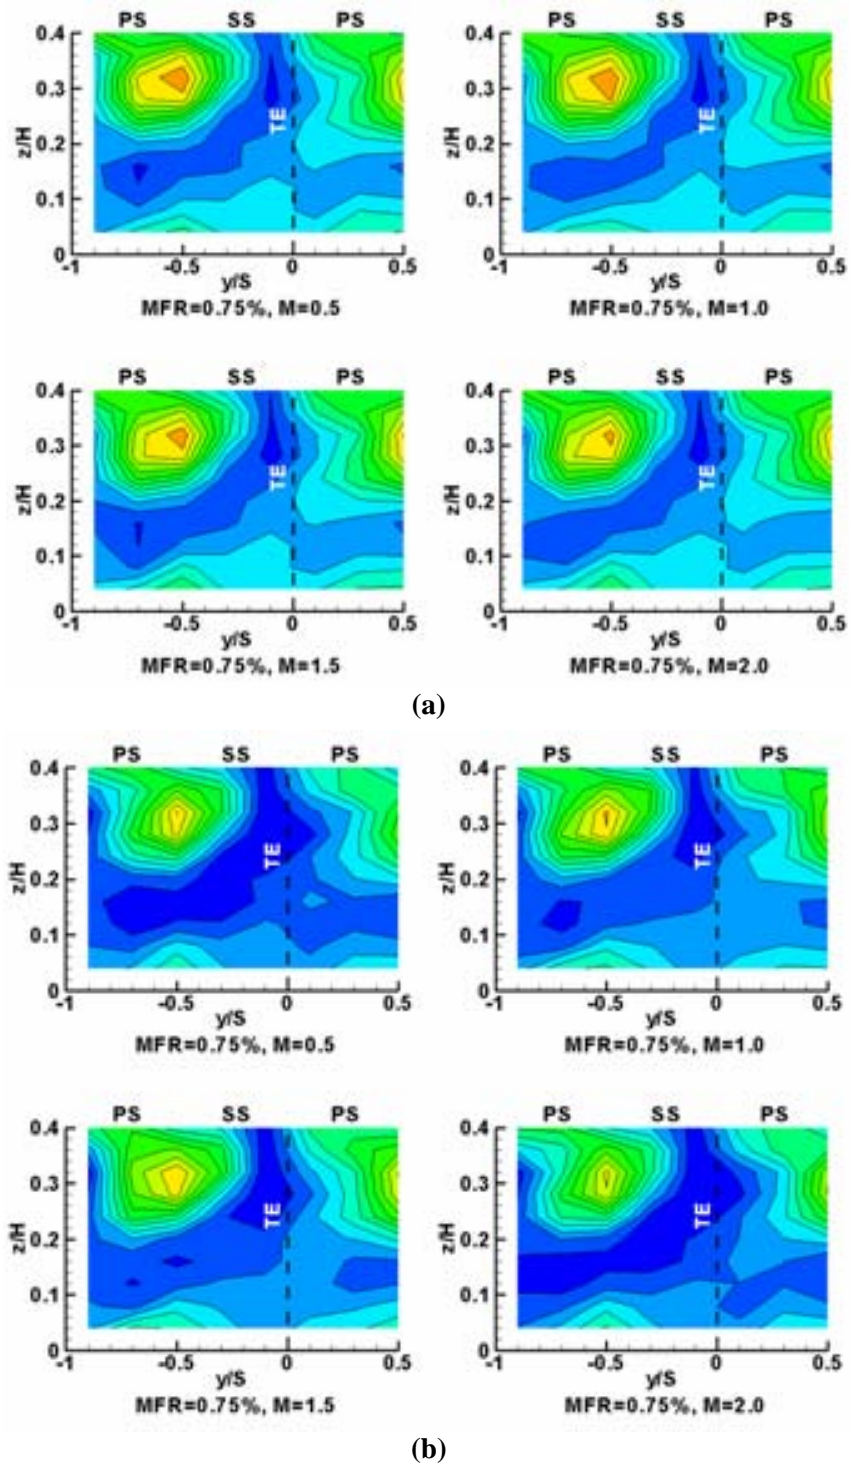 PS SS PS PS SS PS
0.4 0.4
0.3 0.3
z/H TE z/H TE
0.2 0.2
0.1 0.1
0 0
-1 -0.5 0 0.5 -1 -0.5 0 0.5
y/S y/S
MFR=0.75%, M=0.5 MFR=0.75%, M=1.0
PS SS PS PS SS PS
0.4 0.4
0.3 0.3
z/H TE z/H TE
0.2 0.2
0.1 0.1
0 0
-1 -0.5 0 0.5 -1 -0.5 0 0.5
y/S y/S
MFR=0.75%, M=1.5 MFR=0.75%, M=2.0
(a)
PS SS PS PS SS PS
0.4 0.4
0.3 0.3
z/H TE z/H TE
0.2 0.2
0.1 0.1
0 0
-1 -0.5 0 0.5 -1 -0.5 0 0.5
y/S y/S
MFR=0.75%, M=0.5 MFR=0.75%, M=1.0
PS SS PS PS SS PS
0.4 0.4
0.3 0.3
z/H TE z/H TE
0.2 0.2
0.1 0.1
0 0
-1 -0.5 0 0.5 -1 -0.5 0 0.5
y/S y/S
MFR=0.75%, M=1.5 MFR=0.75%, M=2.0
(b)